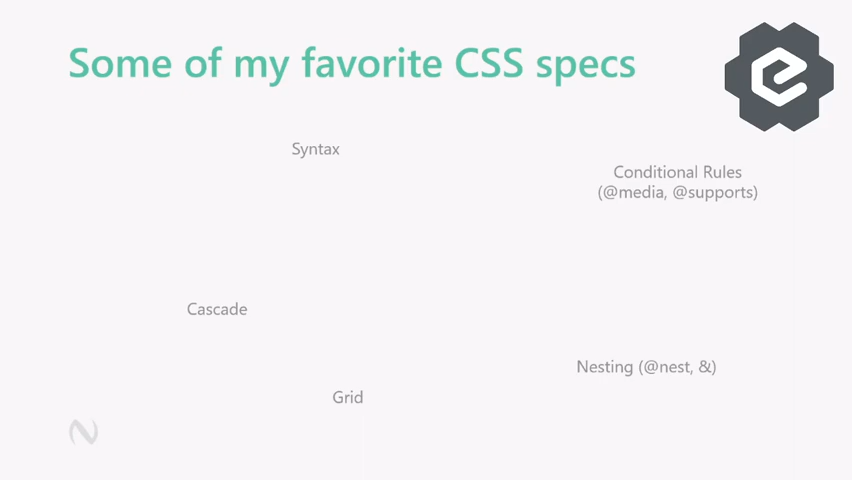 Some of my favorite CSS specs
Syntax
Conditional Rules
(@media, @supports)
Cascade
Nesting (@nest, &)
Grid